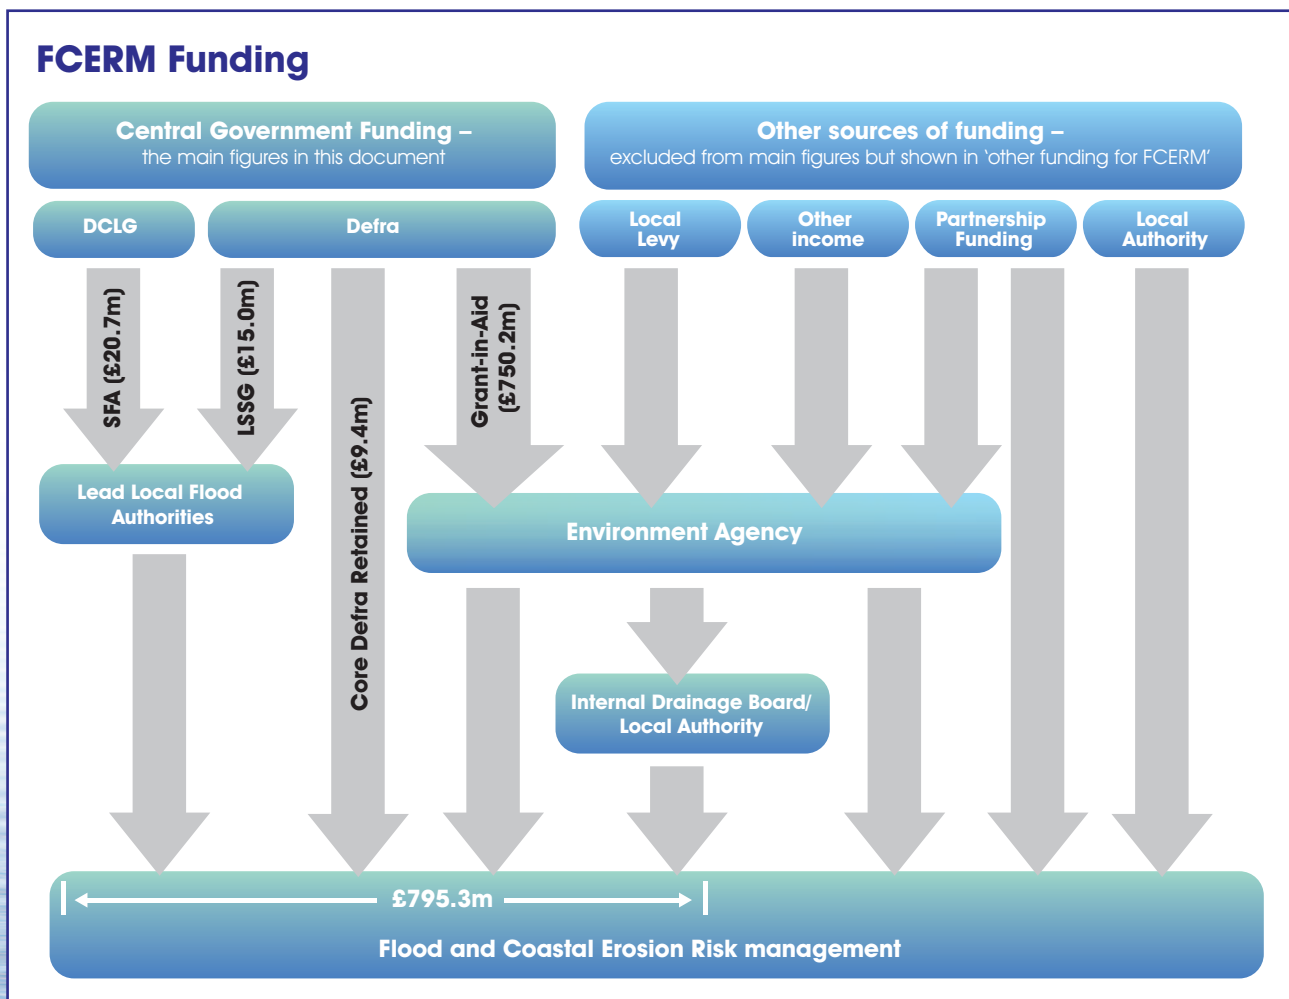 FCERM Funding
Central Government Funding –
the main figures in this document
Other sources of funding –
excluded from main figures but shown in ‘other funding for FCERM’
DCLG
Defra
Local
Levy
Other
income
Partnership
Funding
Local
Authority
SFA (£20.7m)
LSSG (£15.0m)
Core Defra Retained (£9.4m)
Grant-in-Aid
(£750.2m)
Lead Local Flood
Authorities
Environment Agency
Internal Drainage Board/
Local Authority
£795.3m
Flood and Coastal Erosion Risk management